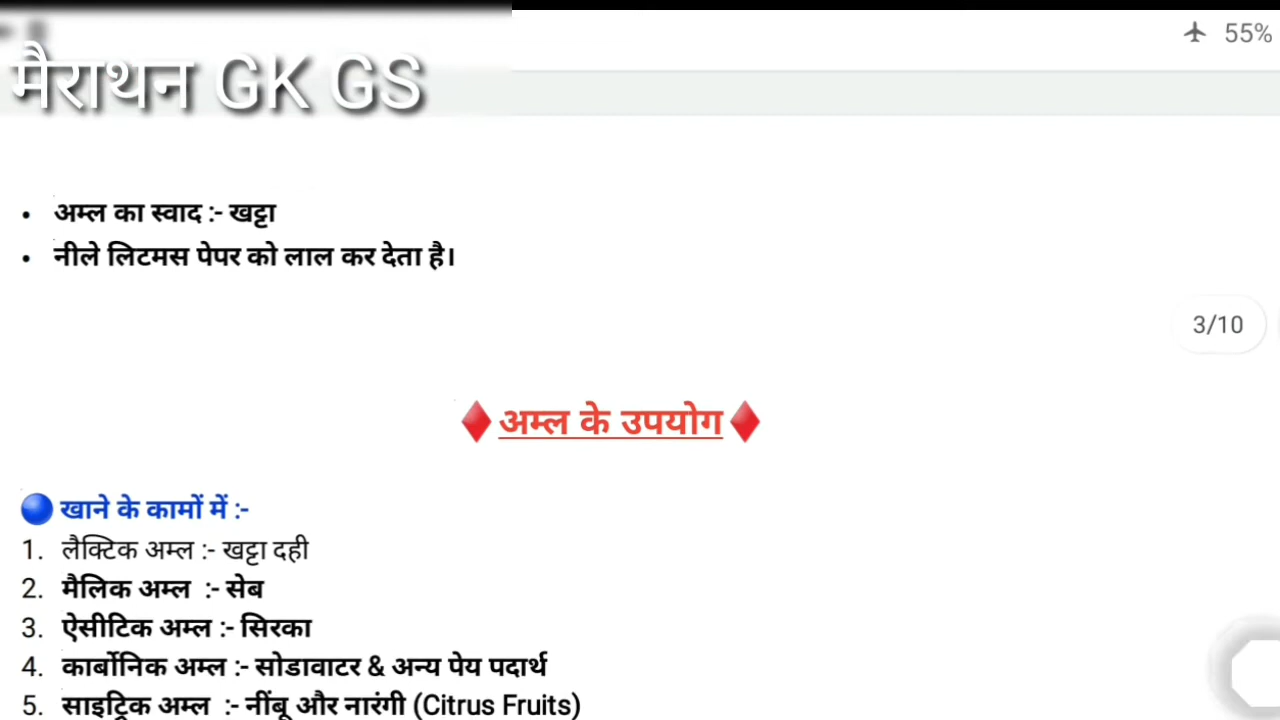 55%
मैराथन GK GS
• अम्ल का स्वाद :- खट्टा
• नीले लिटमस पेपर को लाल कर देता है।
3/10
♦️अम्ल के उपयोग♦️
🔵 खाने के कामों में :-
1. लैक्टिक अम्ल :- खट्टा दही
2. मैलिक अम्ल :- सेब
3. ऐसीटिक अम्ल :- सिरका
4. कार्बोनिक अम्ल :- सोडावाटर & अन्य पेय पदार्थ
5. साइट्रिक अम्ल :- नींबू और नारंगी (Citrus Fruits)